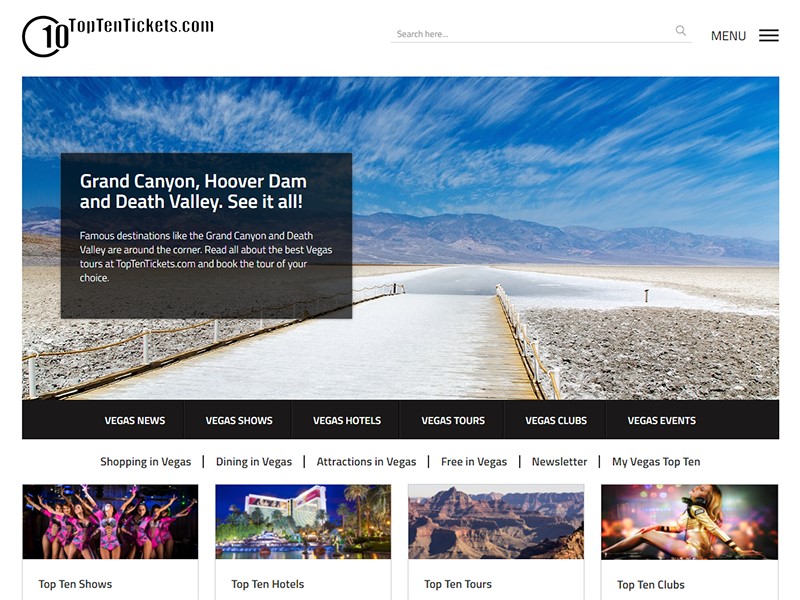 10 TopTenTickets.com
Search here...
MENU
Grand Canyon, Hoover Dam
and Death Valley. See it all!
Famous destinations like the Grand Canyon and Death
Valley are around the corner. Read all about the best Vegas
tours at TopTenTickets.com and book the tour of your
choice.
VEGAS NEWS VEGAS SHOWS VEGAS HOTELS VEGAS TOURS VEGAS CLUBS VEGAS EVENTS
Shopping in Vegas | Dining in Vegas | Attractions in Vegas | Free in Vegas | Newsletter | My Vegas Top Ten
Top Ten Shows Top Ten Hotels Top Ten Tours Top Ten Clubs